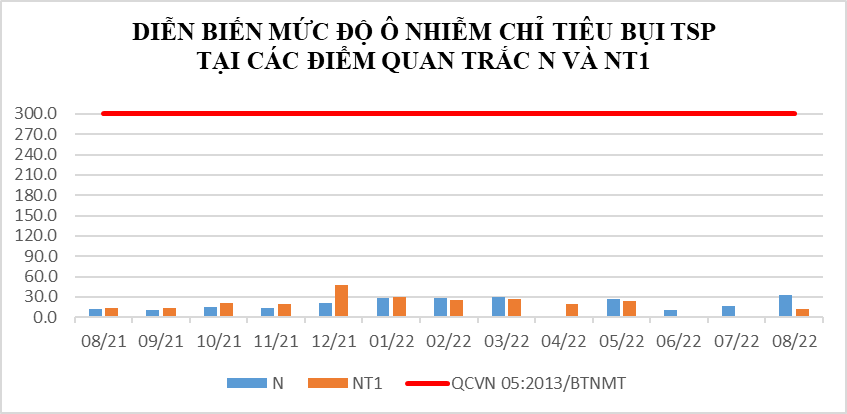 DIỄN BIẾN MỨC ĐỘ Ô NHIỄM CHỈ TIÊU BỤI TSP
TẠI CÁC ĐIỂM QUAN TRẮC N VÀ NT1
300.0
270.0
240.0
210.0
180.0
150.0
120.0
90.0
60.0
30.0
0.0
08/21 09/21 10/21 11/21 12/21 01/22 02/22 03/22 04/22 05/22 06/22 07/22 08/22
N NT1 QCVN 05:2013/BTNMT